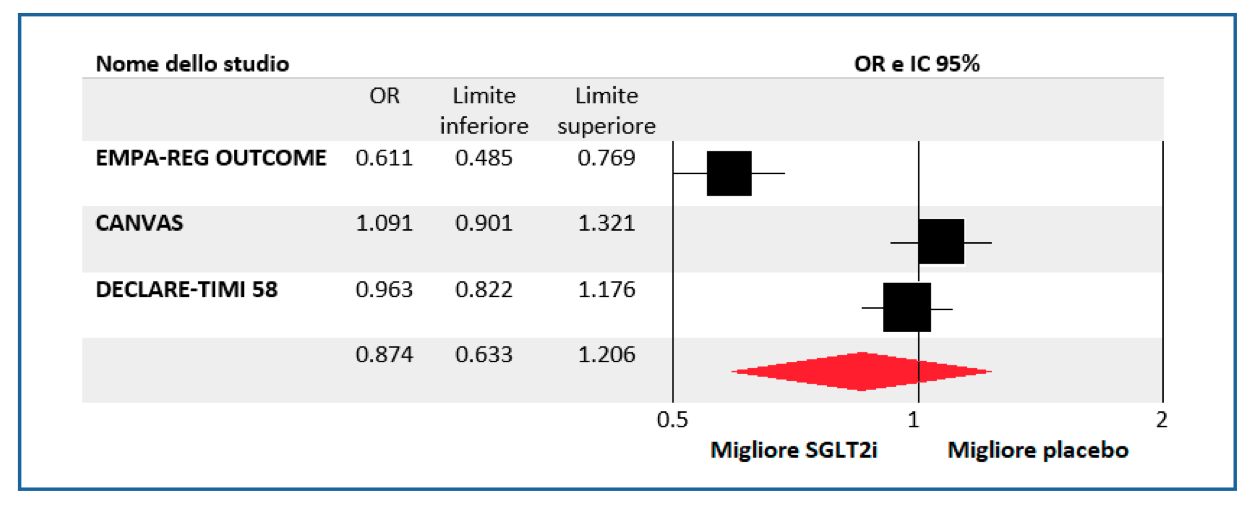 Nome dello studio OR e IC 95%
OR Limite inferiore Limite superiore
EMPA-REG OUTCOME 0.611 0.485 0.769
CANVAS 1.091 0.901 1.321
DECLARE-TIMI 58 0.963 0.822 1.176
0.874 0.633 1.206
0.5 1 2
Migliore SGLT2i Migliore placebo